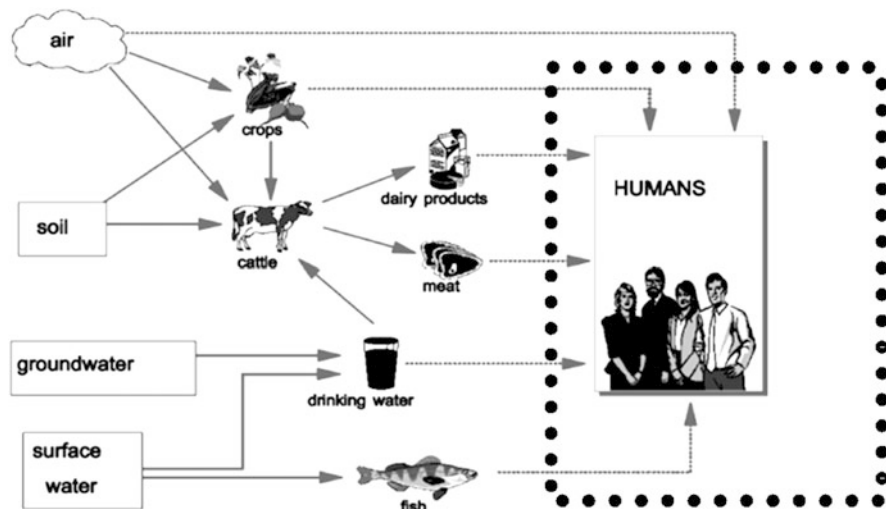 air
crops
HUMANS
dairy products
soil
cattle
meat
groundwater
drinking water
surface
water
fish